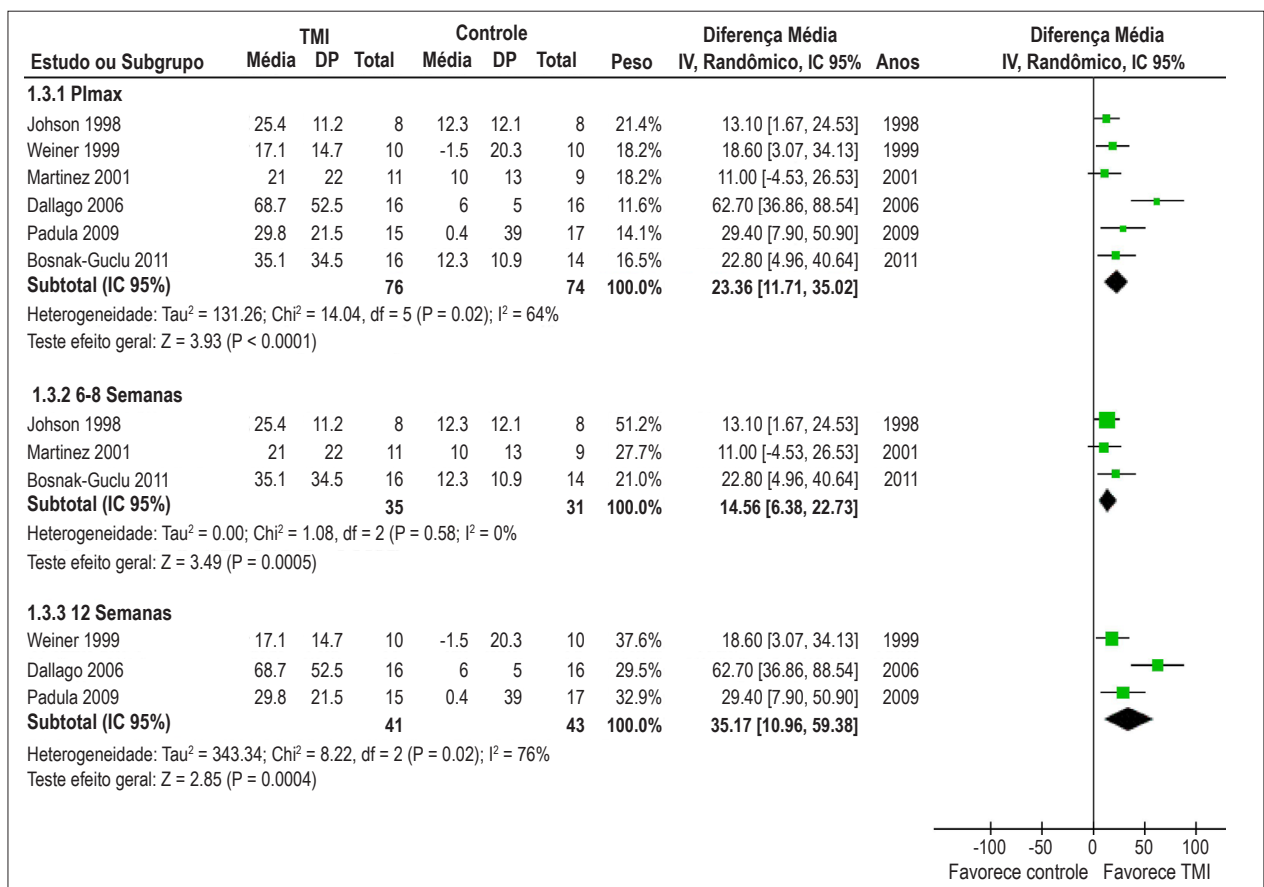 TMI Controle Diferença Média Diferença Média
Estudo ou Subgrupo Média DP Total Média DP Total Peso IV, Randômico, IC 95% Anos IV, Randômico, IC 95%
1.3.1 PImax
Johson 1998 25.4 11.2 8 12.3 12.1 8 21.4% 13.10 [1.67, 24.53] 1998
Weiner 1999 17.1 14.7 10 -1.5 20.3 10 18.2% 18.60 [3.07, 34.13] 1999
Martinez 2001 21 22 11 10 13 9 18.2% 11.00 [-4.53, 26.53] 2001
Dallago 2006 68.7 52.5 16 6 5 16 11.6% 62.70 [36.86, 88.54] 2006
Padula 2009 29.8 21.5 15 0.4 39 17 14.1% 29.40 [7.90, 50.90] 2009
Bosnak-Guclu 2011 35.1 34.5 16 12.3 10.9 14 16.5% 22.80 [4.96, 40.64] 2011
Subtotal (IC 95%) 76 74 100.0% 23.36 [11.71, 35.02]
Heterogeneidade: Tau² = 131.26; Chi² = 14.04, df = 5 (P = 0.02); I² = 64%
Teste efeito geral: Z = 3.93 (P < 0.0001)
1.3.2 6-8 Semanas
Johson 1998 25.4 11.2 8 12.3 12.1 8 51.2% 13.10 [1.67, 24.53] 1998
Martinez 2001 21 22 11 10 13 9 27.7% 11.00 [-4.53, 26.53] 2001
Bosnak-Guclu 2011 35.1 34.5 16 12.3 10.9 14 21.0% 22.80 [4.96, 40.64] 2011
Subtotal (IC 95%) 35 31 100.0% 14.56 [6.38, 22.73]
Heterogeneidade: Tau² = 0.00; Chi² = 1.08, df = 2 (P = 0.58; I² = 0%
Teste efeito geral: Z = 3.49 (P = 0.0005)
1.3.3 12 Semanas
Weiner 1999 17.1 14.7 10 -1.5 20.3 10 37.6% 18.60 [3.07, 34.13] 1999
Dallago 2006 68.7 52.5 16 6 5 16 29.5% 62.70 [36.86, 88.54] 2006
Padula 2009 29.8 21.5 15 0.4 39 17 32.9% 29.40 [7.90, 50.90] 2009
Subtotal (IC 95%) 41 43 100.0% 35.17 [10.96, 59.38]
Heterogeneidade: Tau² = 343.34; Chi² = 8.22, df = 2 (P = 0.02); I² = 76%
Teste efeito geral: Z = 2.85 (P = 0.0004)
-100 -50 0 50 100
Favorece controle Favorece TMI